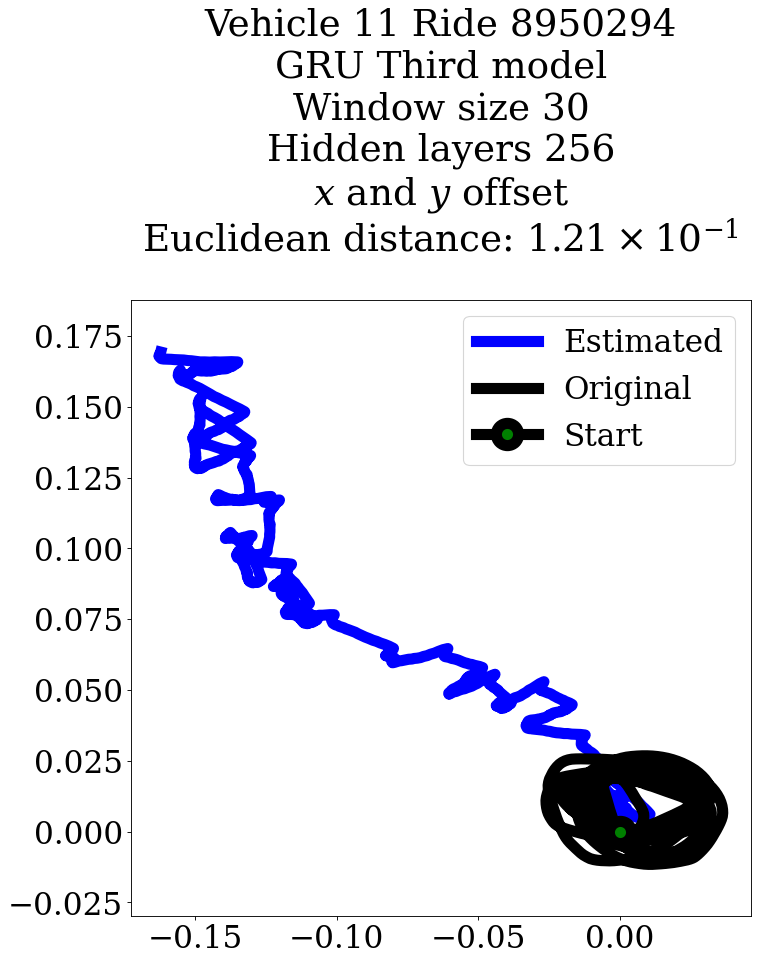 Vehicle 11 Ride 8950294
GRU Third model
Window size 30
Hidden layers 256
x and y offset
Euclidean distance: 1.21 × 10⁻¹
Estimated
Original
Start
0.175
0.150
0.125
0.100
0.075
0.050
0.025
0.000
−0.025
−0.15
−0.10
−0.05
0.00